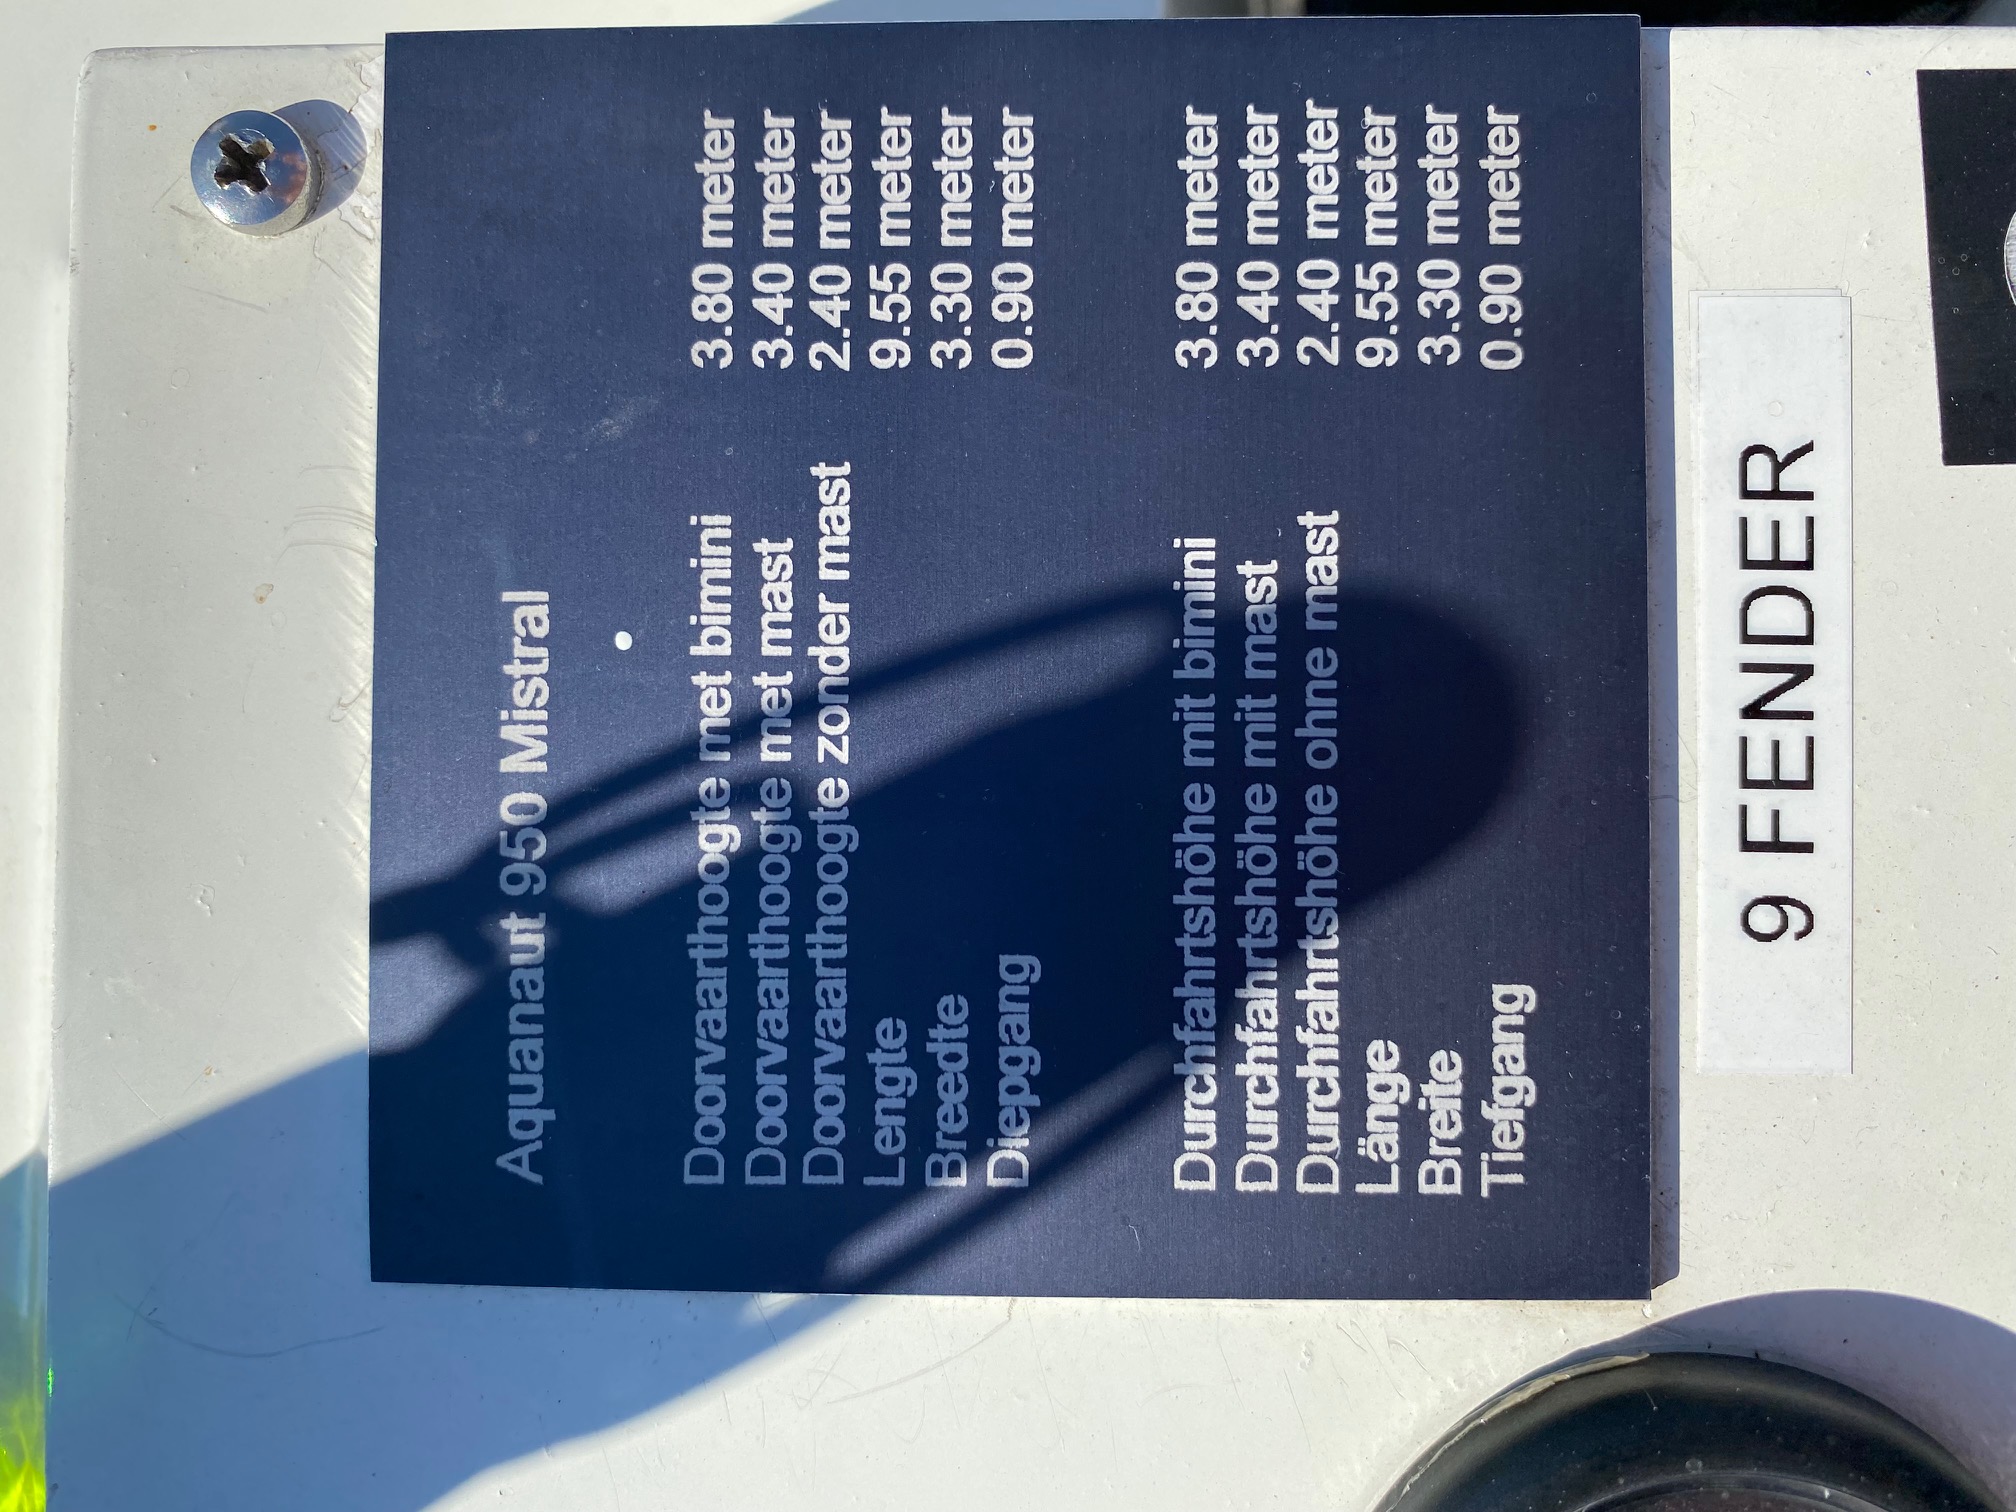 Aquanaut 950 Mistral
Doorvaarthoogte met bimini 3.80 meter
Doorvaarthoogte met mast 3.40 meter
Doorvaarthoogte zonder mast 2.40 meter
Lengte 9.55 meter
Breedte 3.30 meter
Diepgang 0.90 meter
Durchfahrtshöhe mit bimini 3.80 meter
Durchfahrtshöhe mit mast 3.40 meter
Durchfahrtshöhe ohne mast 2.40 meter
Länge 9.55 meter
Breite 3.30 meter
Tiefgang 0.90 meter
9 FENDER